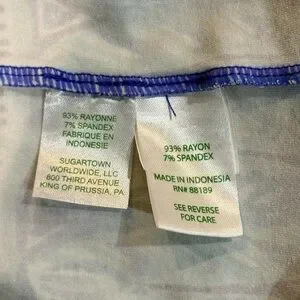 93% RAYONNE
7% SPANDEX
FABRIQUE EN
INDONESIE
SUGARTOWN
WORLDWIDE, LLC
800 THIRD AVENUE
KING OF PRUSSIA, PA
93% RAYON
7% SPANDEX
MADE IN INDONESIA
RN# 88189
SEE REVERSE
FOR CARE